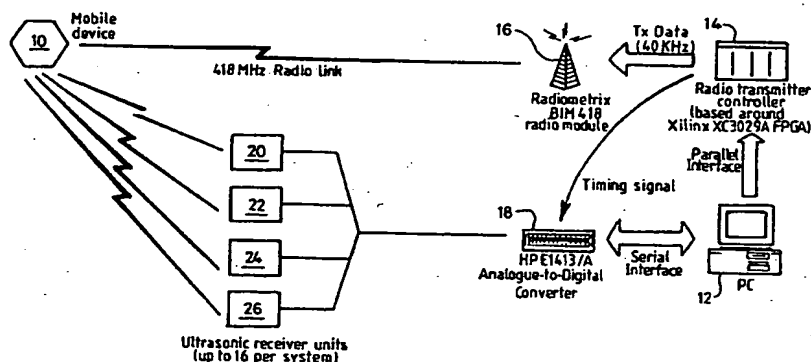 10
Mobile
device
418 MHz Radio link
16
Radiometrix
BIM 418
radio module
Tx Data
(40 KHz)
14
Radio transmitter
controller
(based around
Xilinx XC3029A FPGA)
Parallel
Interface
Timing signal
20
22
24
26
Ultrasonic receiver units
(up to 16 per system)
18
HP E1413/A
Analogue-to-Digital
Converter
Serial
Interface
12
PC